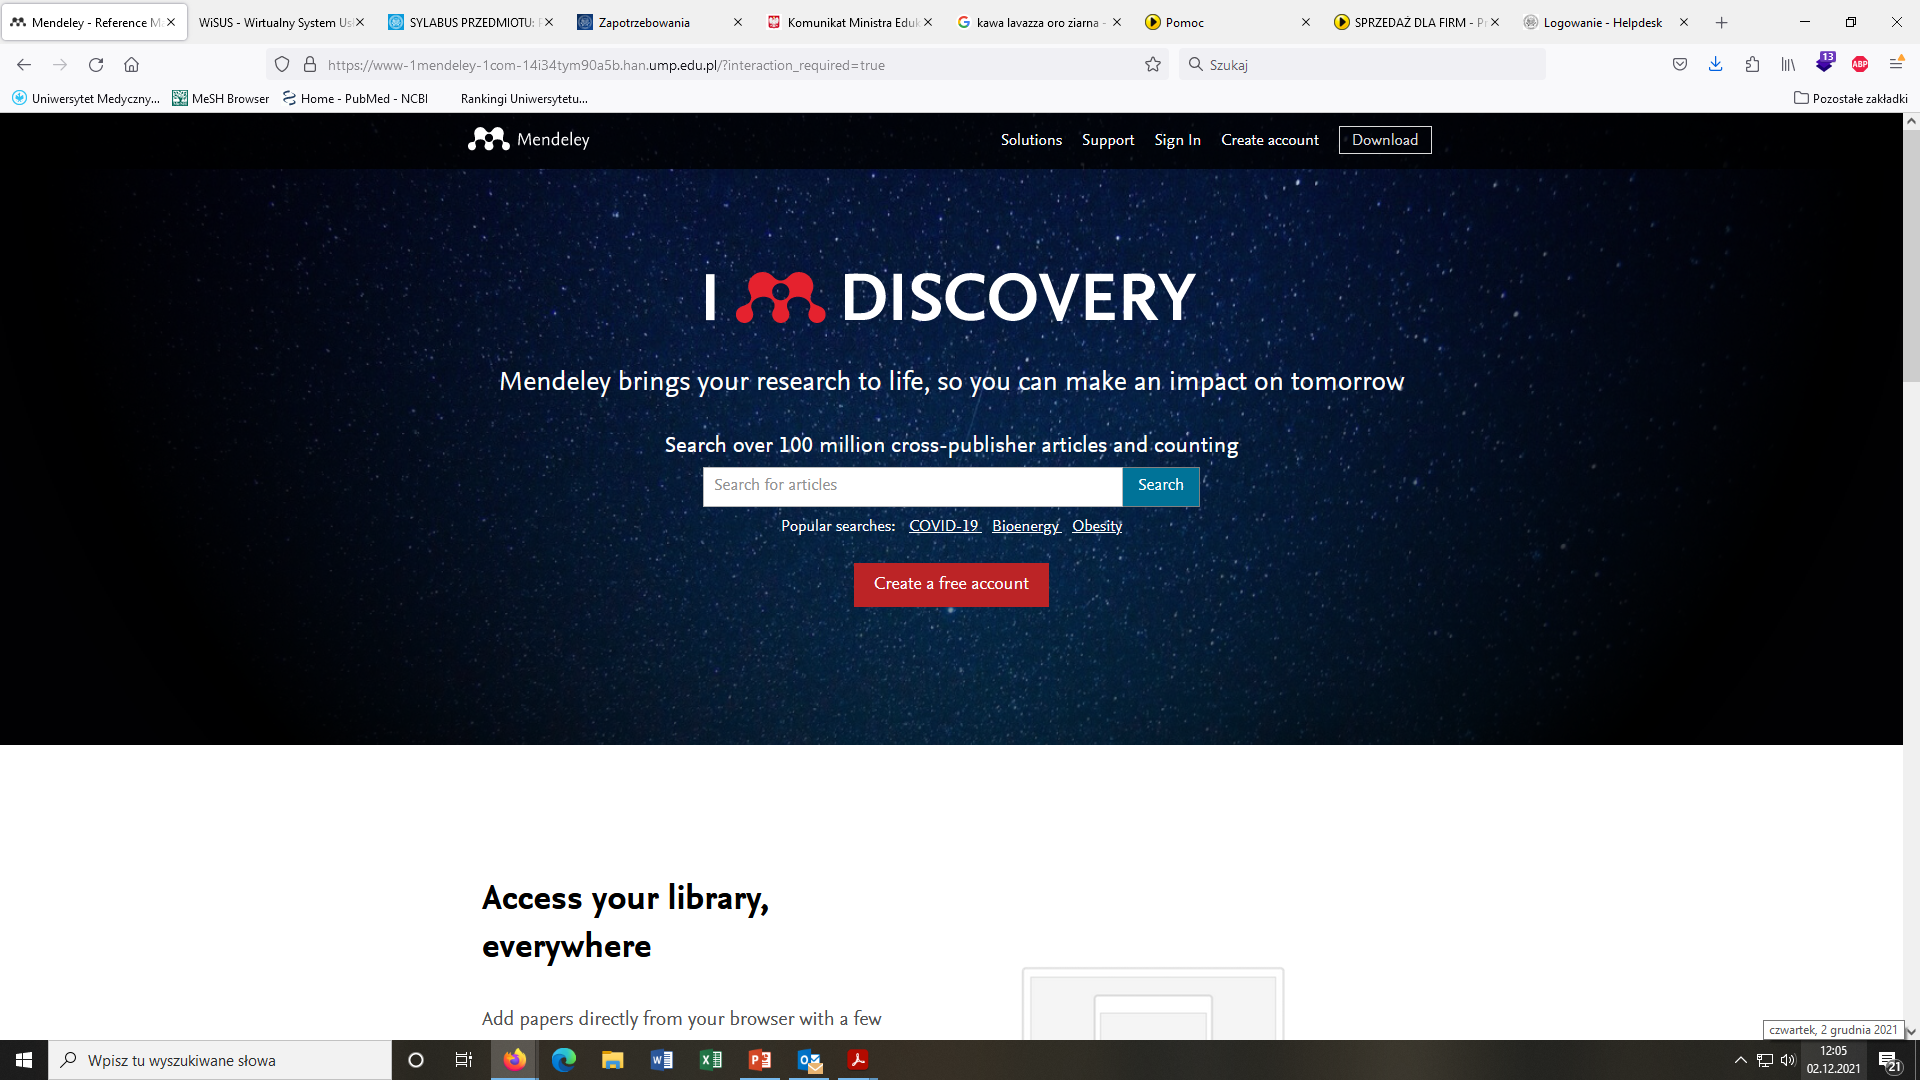 Mendeley - Reference Ma
WiSUS - Wirtualny System Usł
SYLABUS PRZEDMIOTU:
Zapotrzebowania
Komunikat Ministra Eduk
kawa lavazza oro ziarna -
Pomoc
SPRZEDAŻ DLA FIRM - Pr
Logowanie - Helpdesk
https://www-1mendeley-1com-14i34tym90a5b.han.ump.edu.pl/?interaction_required=true
Szukaj
13
ABP
Uniwersytet Medyczny...
MeSH Browser
Home - PubMed - NCBI
Rankingi Uniwersytetu...
Pozostałe zakładki
Mendeley
Solutions
Support
Sign In
Create account
Download
I DISCOVERY
Mendeley brings your research to life, so you can make an impact on tomorrow
Search over 100 million cross-publisher articles and counting
Search for articles
Search
Popular searches: COVID-19 Bioenergy Obesity
Create a free account
Access your library,
everywhere
Add papers directly from your browser with a few
czwartek, 2 grudnia 2021
Wpisz tu wyszukiwane słowa
12:05
02.12.2021
21